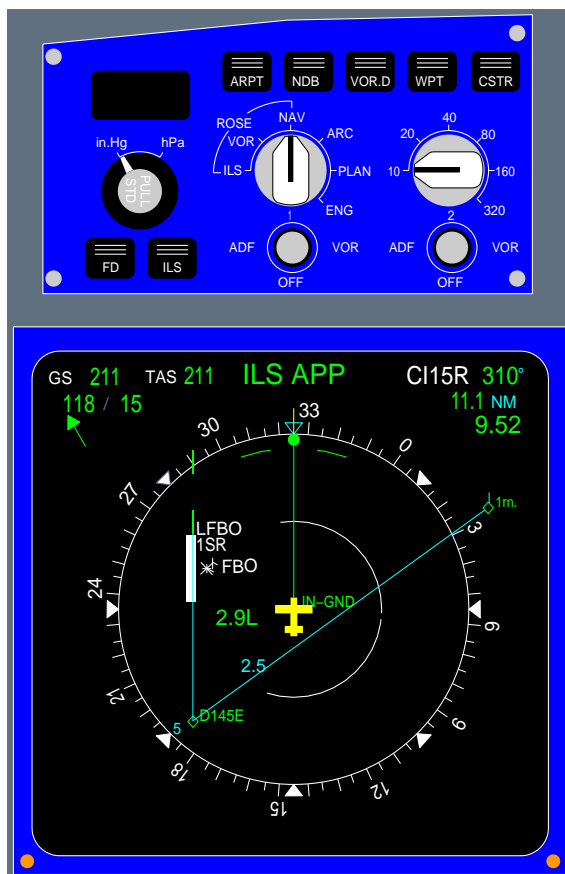 ARPT NDB VOR.D WPT CSTR
in.Hg hPa
PULL
STD
FD ILS
ROSE NAV
VOR ARC
ILS PLAN
ENG
10 20 40 80 160 320
1
ADF VOR
OFF
2
ADF VOR
OFF
GS 211 TAS 211 ILS APP CI15R 310°
118 / 15 11.1 NM
9.52
33 0 3 6 9 12 15 18 21 24 27 30
LFBO
1SR
FBO
1rn.
IN-GND
2.9L
2.5
5
D145E